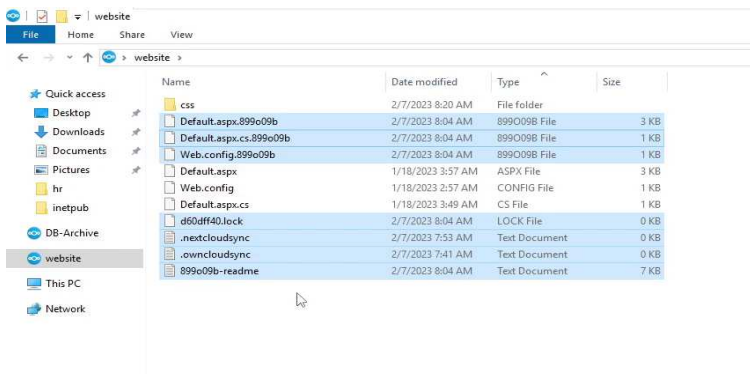 website
File Home Share View
website
Name Date modified Type Size
Quick access
Desktop
Downloads
Documents
Pictures
hr
inetpub
DB-Archive
website
This PC
Network
css 2/7/2023 8:20 AM File folder
Default.aspx.899o09b 2/7/2023 8:04 AM 899O09B File 3 KB
Default.aspx.cs.899o09b 2/7/2023 8:04 AM 899O09B File 1 KB
Web.config.899o09b 2/7/2023 8:04 AM 899O09B File 1 KB
Default.aspx 1/18/2023 3:57 AM ASPX File 3 KB
Web.config 1/18/2023 2:57 AM CONFIG File 1 KB
Default.aspx.cs 1/18/2023 3:49 AM CS File 1 KB
d60dff40.lock 2/7/2023 8:04 AM LOCK File 0 KB
.nextcloudsync 2/7/2023 7:53 AM Text Document 0 KB
.owncloudsync 2/7/2023 7:41 AM Text Document 0 KB
899o09b-readme 2/7/2023 8:04 AM Text Document 7 KB